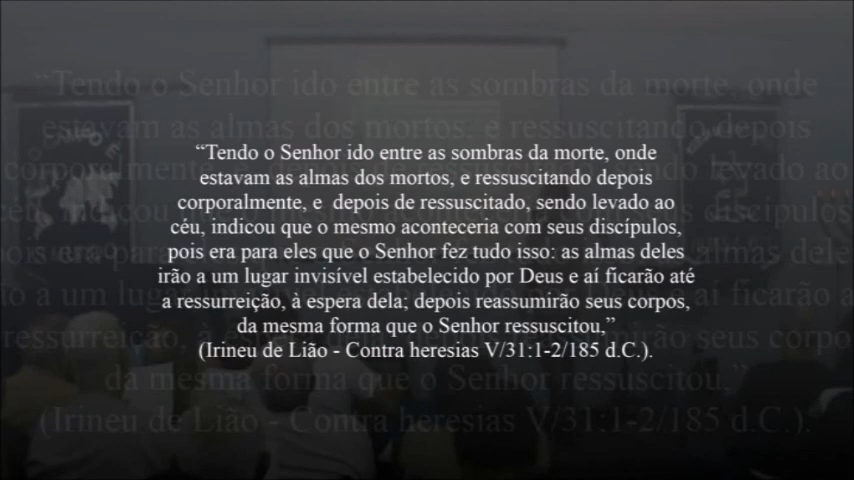 “Tendo o Senhor ido entre as sombras da morte, onde
estavam as almas dos mortos, e ressuscitando depois
corporalmente, e depois de ressuscitado, sendo levado ao
céu, indicou que o mesmo aconteceria com seus discípulos,
pois era para eles que o Senhor fez tudo isso: as almas deles
irão a um lugar invisível estabelecido por Deus e aí ficarão até
a ressurreição, à espera dela; depois reassumirão seus corpos,
da mesma forma que o Senhor ressuscitou,”
(Irineu de Lião - Contra heresias V/31:1-2/185 d.C.).